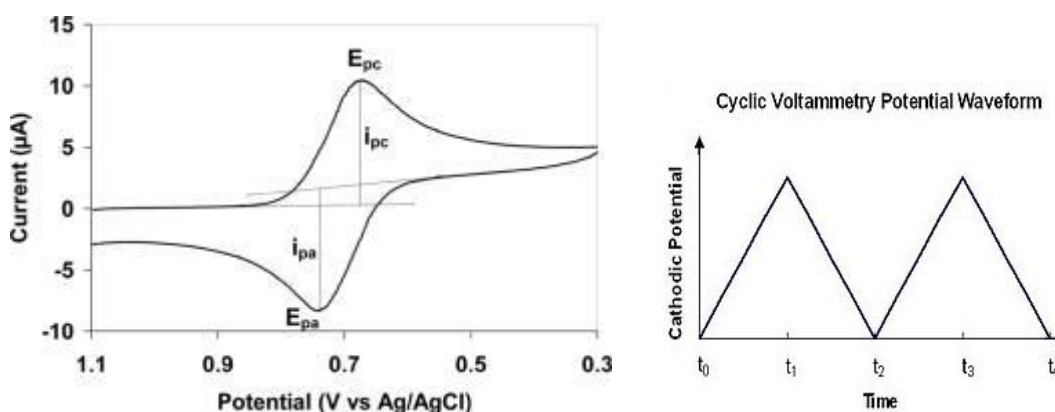 15
10
5
0
-5
-10
Current (µA)
Epc
ipc
ipa
Epa
1.1 0.9 0.7 0.5 0.3
Potential (V vs Ag/AgCl)
Cyclic Voltammetry Potential Waveform
Cathodic Potential
t0 t1 t2 t3
Time